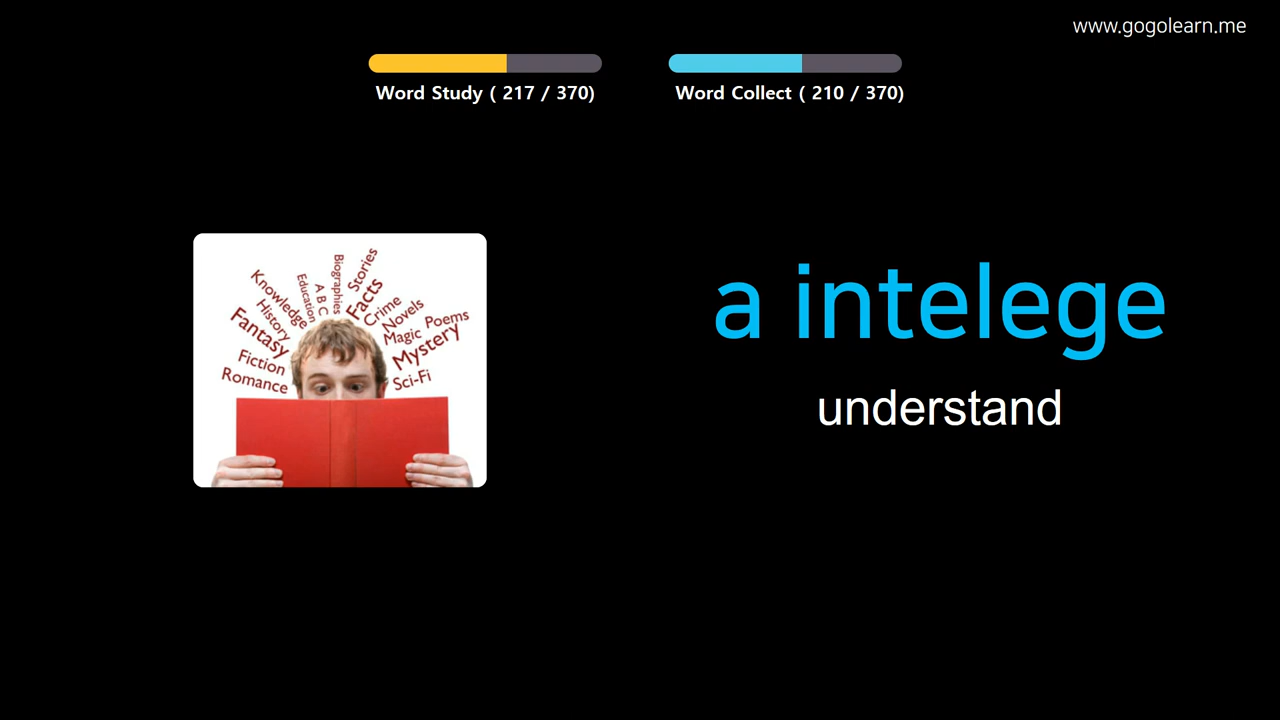 www.gogolearn.me
Word Study ( 217 / 370)
Word Collect ( 210 / 370)
Knowledge
History
Fantasy
Fiction
Romance
Education
A B C
Biographies
Stories
Facts
Crime
Novels
Magic
Poems
Mystery
Sci-Fi
a intelege
understand